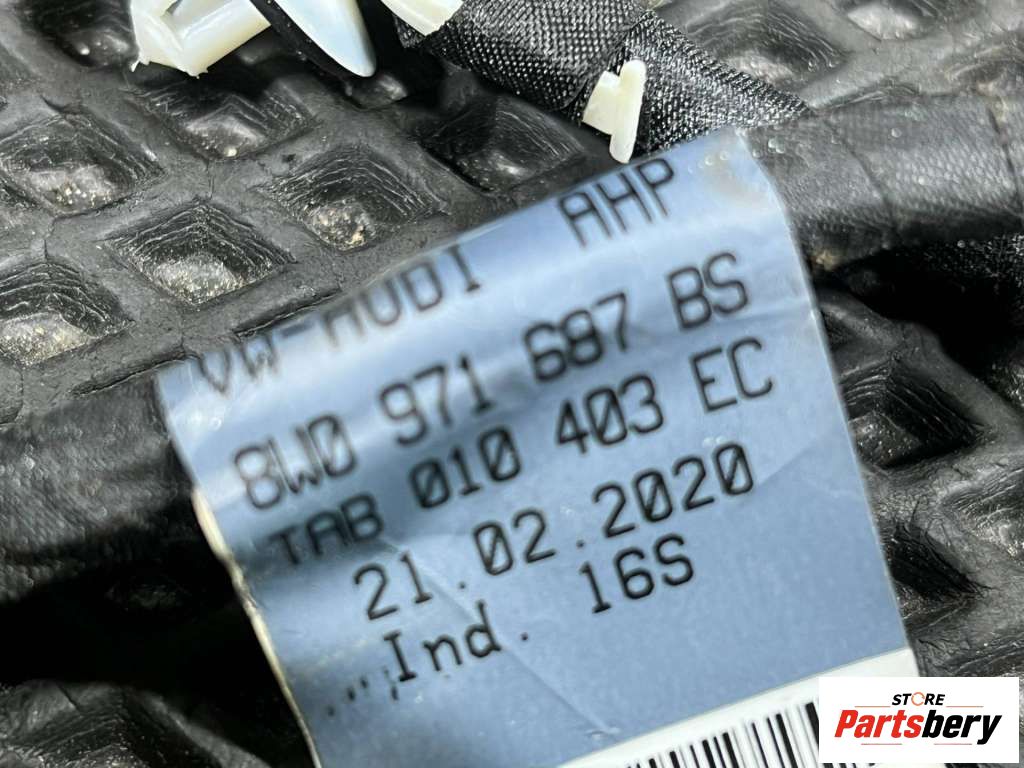 VW-AUDI AHP
8W0 971 687 BS
TAB 010 403 EC
21.02.2020
Ind. 16S
STORE
Partsbery